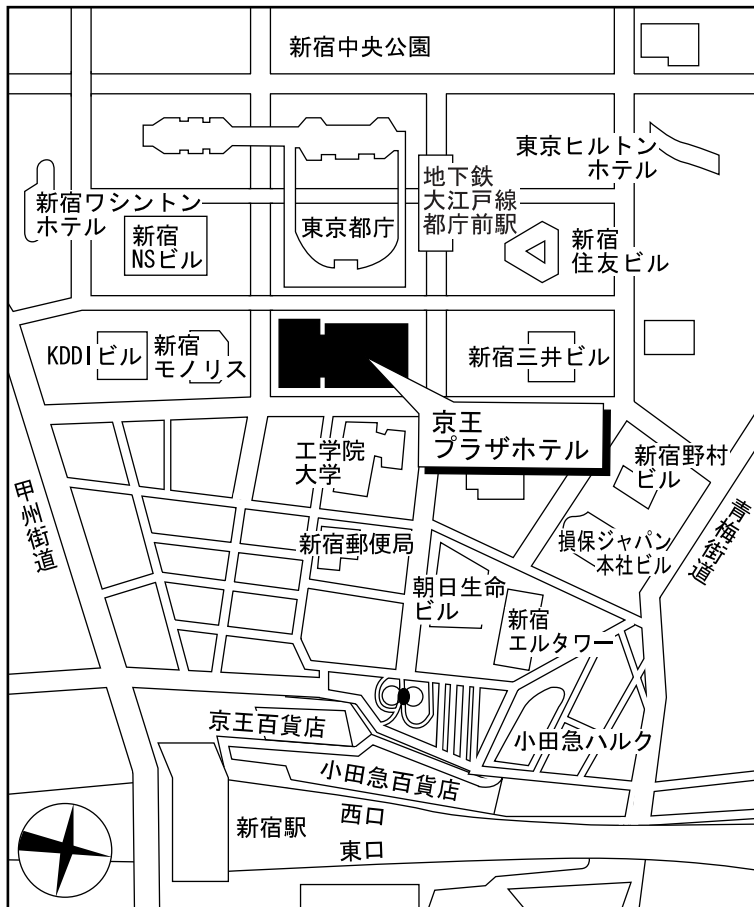 新宿中央公園
東京ヒルトン
ホテル
地下鉄
大江戸線
都庁前駅
新宿ワシントン
ホテル
新宿
NSビル
東京都庁
新宿
住友ビル
KDDIビル
新宿
モノリス
新宿三井ビル
京王
プラザホテル
工学院
大学
新宿野村
ビル
甲州街道
青梅街道
新宿郵便局
損保ジャパン
本社ビル
朝日生命
ビル
新宿
エルタワー
京王百貨店
小田急ハルク
小田急百貨店
新宿駅
西口
東口